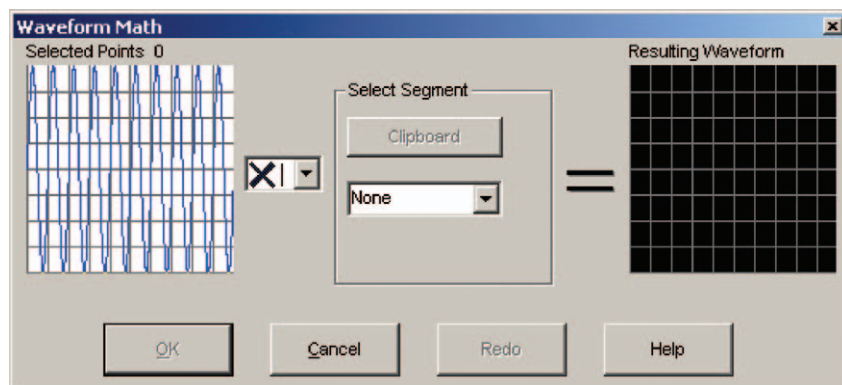 Waveform Math
Selected Points 0
Resulting Waveform
Select Segment
Clipboard
None
OK
Cancel
Redo
Help